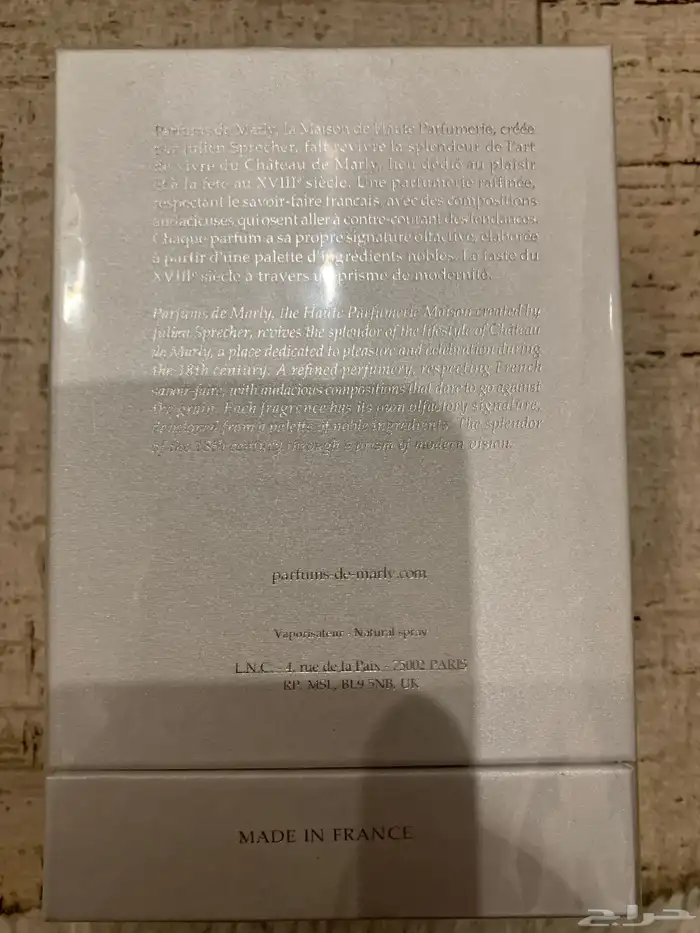 Parfums de Marly, la Maison de Haute Parfumerie, créée
par Julien Sprecher, fait revivre la splendeur de l'art
de vivre du Château de Marly, lieu dédié au plaisir
et à la fête au XVIIIe siècle. Une parfumerie raffinée,
respectant le savoir-faire français, avec des compositions
audacieuses qui osent aller à contre-courant des tendances.
Chaque parfum a sa propre signature olfactive, élaborée
à partir d'une palette d'ingrédients nobles. Le faste du
XVIIIe siècle à travers un prisme de modernité.
Parfums de Marly, the Haute Parfumerie Maison created by
Julien Sprecher, revives the splendor of the lifestyle of Château
de Marly, a place dedicated to pleasure and celebration during
the 18th century. A refined perfumery, respecting French
savoir-faire, with audacious compositions that dare to go against
the grain. Each fragrance has its own olfactory signature,
developed from a palette of noble ingredients. The splendor
of the 18th century through a prism of modern vision.
parfums-de-marly.com
Vaporisateur - Natural spray
L.N.C. - 4, rue de la Paix - 75002 PARIS
RP: MSL, BL9 5NB, UK
MADE IN FRANCE
حراج